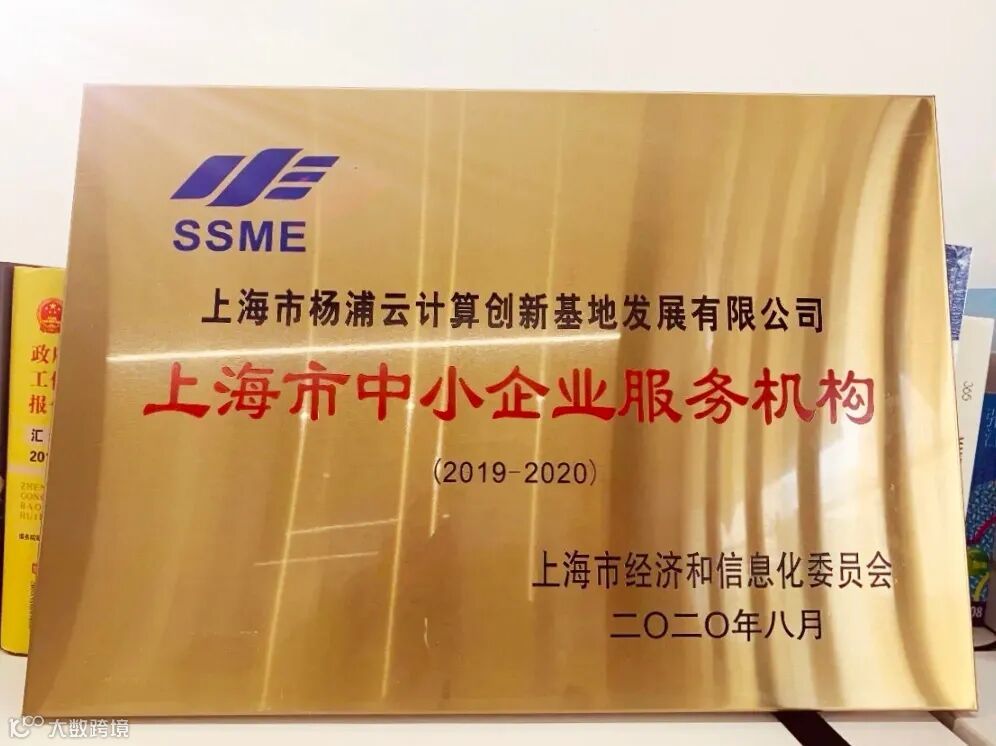 SSME
上海市杨浦云计算创新基地发展有限公司
上海市中小企业服务机构
(2019-2020)
上海市经济和信息化委员会
二〇二〇年八月
大数跨境